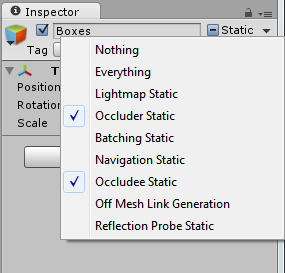 Inspector
Boxes Static
Tag
T
Position
Rotation
Scale
Nothing
Everything
Lightmap Static
Occluder Static
Batching Static
Navigation Static
Occludee Static
Off Mesh Link Generation
Reflection Probe Static